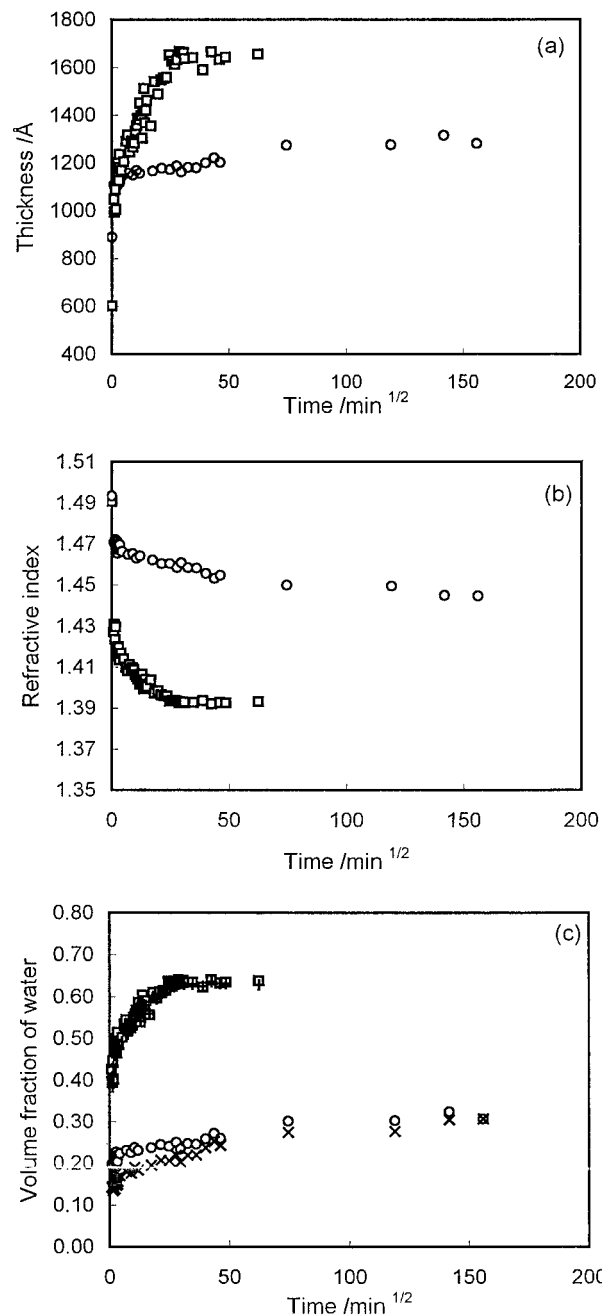 (a)
1800
1600
1400
1200
1000
800
600
400
Thickness /Å
0 50 100 150 200
Time /min 1/2
(b)
1.51
1.49
1.47
1.45
1.43
1.41
1.39
1.37
1.35
Refractive index
0 50 100 150 200
Time /min 1/2
(c)
0.80
0.70
0.60
0.50
0.40
0.30
0.20
0.10
0.00
Volume fraction of water
0 50 100 150 200
Time /min 1/2